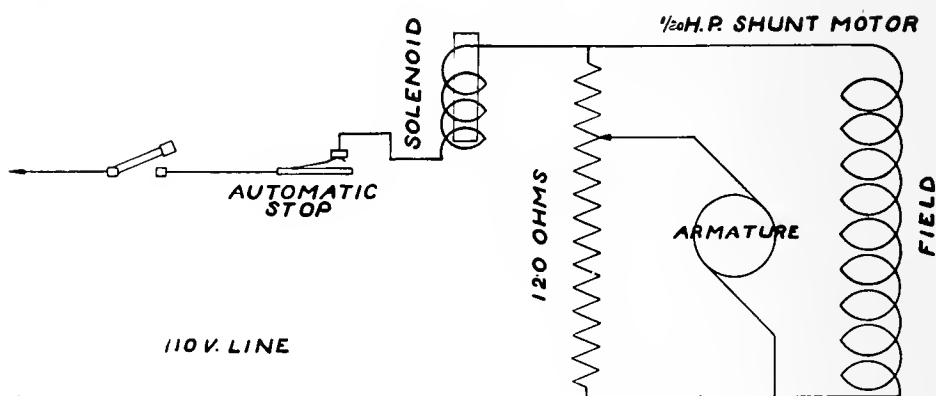 1/20 H.P. SHUNT MOTOR
SOLENOID
AUTOMATIC
STOP
120 OHMS
ARMATURE
FIELD
110 V. LINE